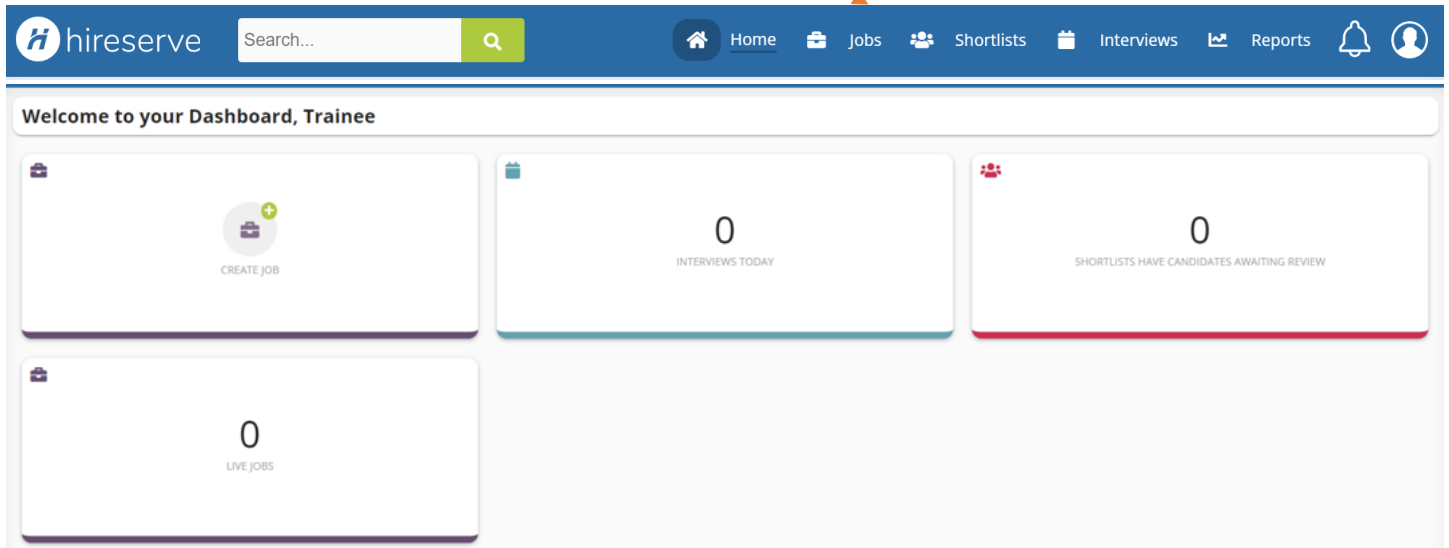 hireserve Search... Home Jobs Shortlists Interviews Reports
Welcome to your Dashboard, Trainee
CREATE JOB
0
INTERVIEWS TODAY
0
SHORTLISTS HAVE CANDIDATES AWAITING REVIEW
0
LIVE JOBS